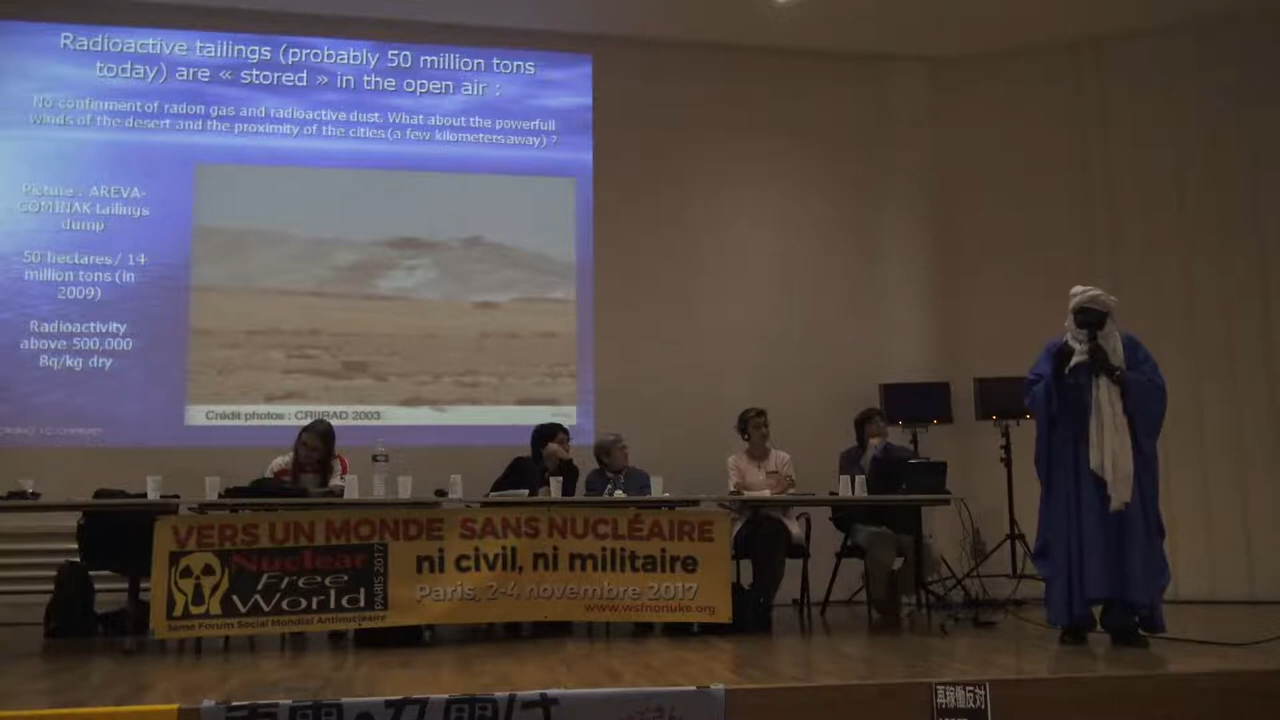 Radioactive tailings (probably 50 million tons
today) are « stored » in the open air :
No confinment of radon gas and radioactive dust. What about the powerfull
winds of the desert and the proximity of the cities (a few kilometers away) ?
Picture : AREVA-
COMINAK tailings
dump
50 hectares / 14
million tons (in
2009)
Radioactivity
above 500,000
Bq/kg dry
Crédit photos : CRIIRAD 2003
VERS UN MONDE SANS NUCLÉAIRE
ni civil, ni militaire
Nuclear
Free
World
PARIS 2017
Paris, 2-4 novembre 2017
www.wsfnonuke.org
3ème Forum Social Mondial Antinucléaire
再稼働反対